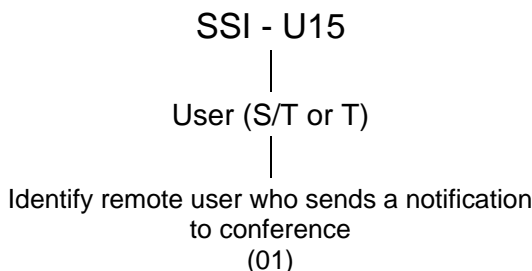 SSI - U15
User (S/T or T)
Identify remote user who sends a notification
to conference
(01)